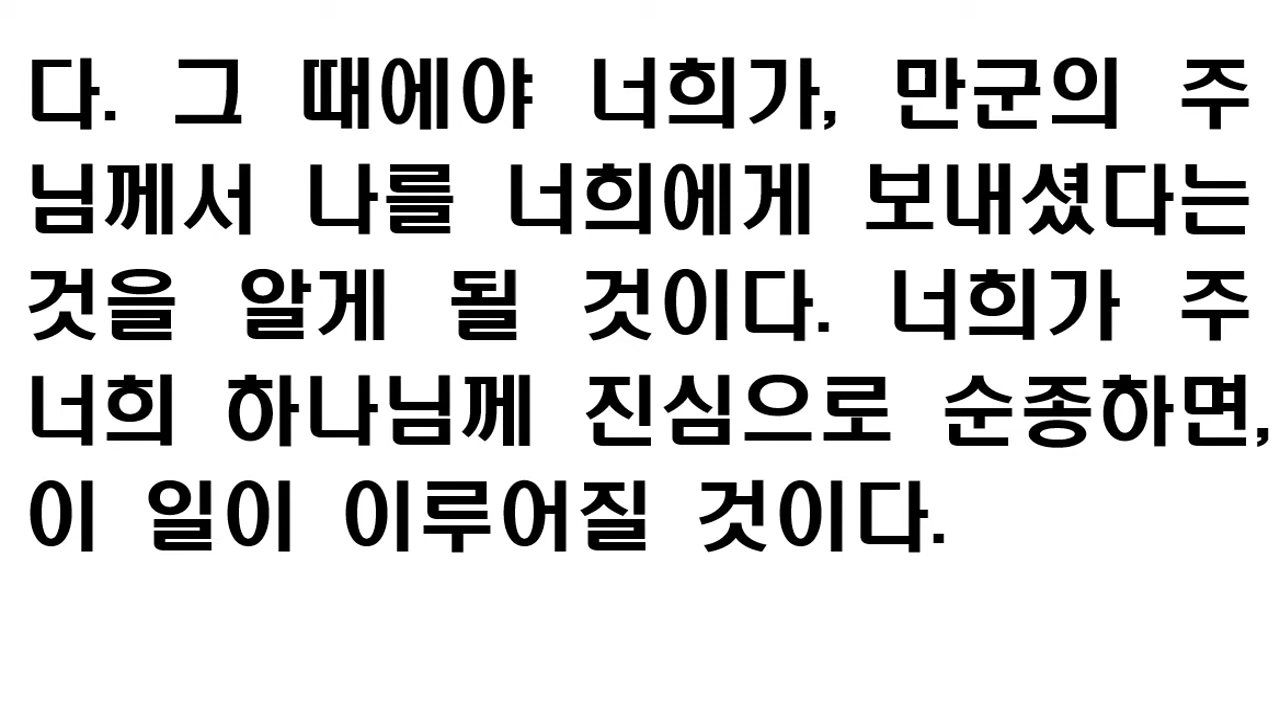 다. 그 때에야 너희가, 만군의 주
님께서 나를 너희에게 보내셨다는
것을 알게 될 것이다. 너희가 주
너희 하나님께 진심으로 순종하면,
이 일이 이루어질 것이다.